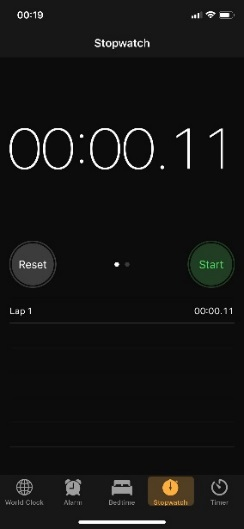 00:19
Stopwatch
00:00.11
Reset Start
Lap 1 00:00.11
World Clock Alarm Bedtime Stopwatch Timer